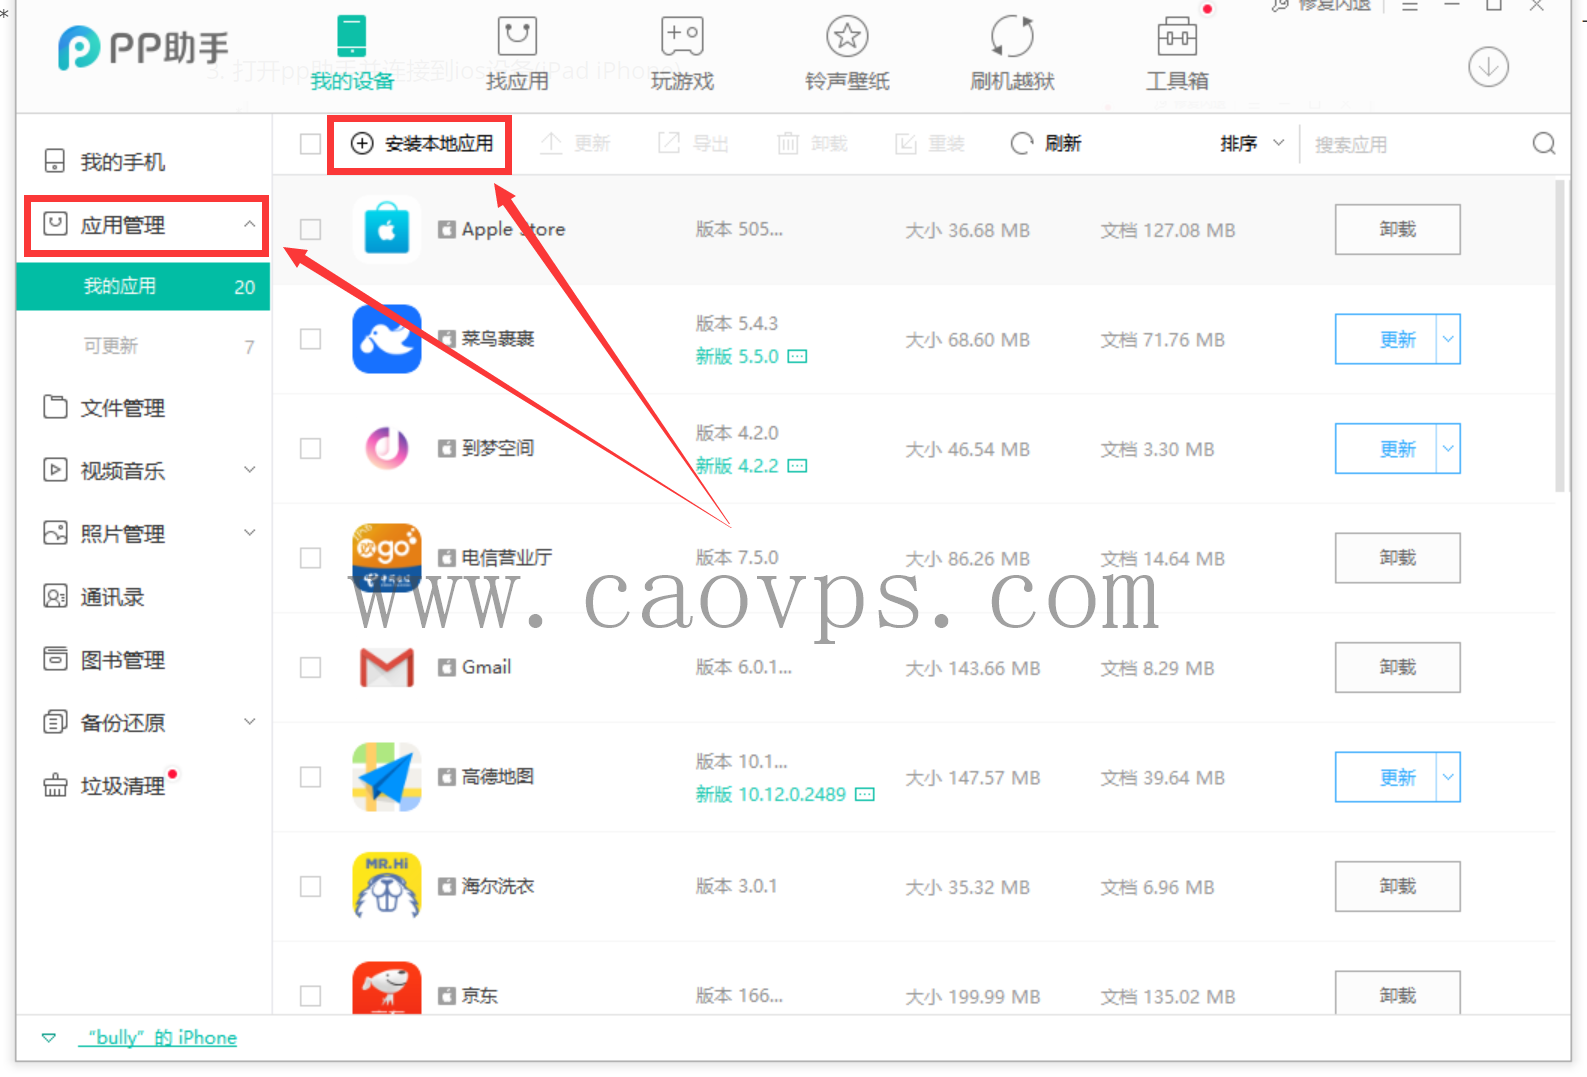 修复闪退
PP助手
3. 打开pp助手并连接到ios设备(iPad iPhone)
我的设备
找应用
玩游戏
铃声壁纸
刷机越狱
工具箱
安装本地应用
更新
导出
卸载
重装
刷新
排序
搜索应用
我的手机
应用管理
我的应用 20
可更新 7
文件管理
视频音乐
照片管理
通讯录
图书管理
备份还原
垃圾清理
Apple Store 版本 505... 大小 36.68 MB 文档 127.08 MB 卸载
菜鸟裹裹 版本 5.4.3 大小 68.60 MB 文档 71.76 MB 更新
新版 5.5.0
到梦空间 版本 4.2.0 大小 46.54 MB 文档 3.30 MB 更新
新版 4.2.2
go
中国电信
电信营业厅 版本 7.5.0 大小 86.26 MB 文档 14.64 MB 卸载
www.caovps.com
Gmail 版本 6.0.1... 大小 143.66 MB 文档 8.29 MB 卸载
高德地图 版本 10.1... 大小 147.57 MB 文档 39.64 MB 更新
新版 10.12.0.2489
MR.Hi
海尔洗衣 版本 3.0.1 大小 35.32 MB 文档 6.96 MB 卸载
京东 版本 166... 大小 199.99 MB 文档 135.02 MB 卸载
“bully” 的 iPhone